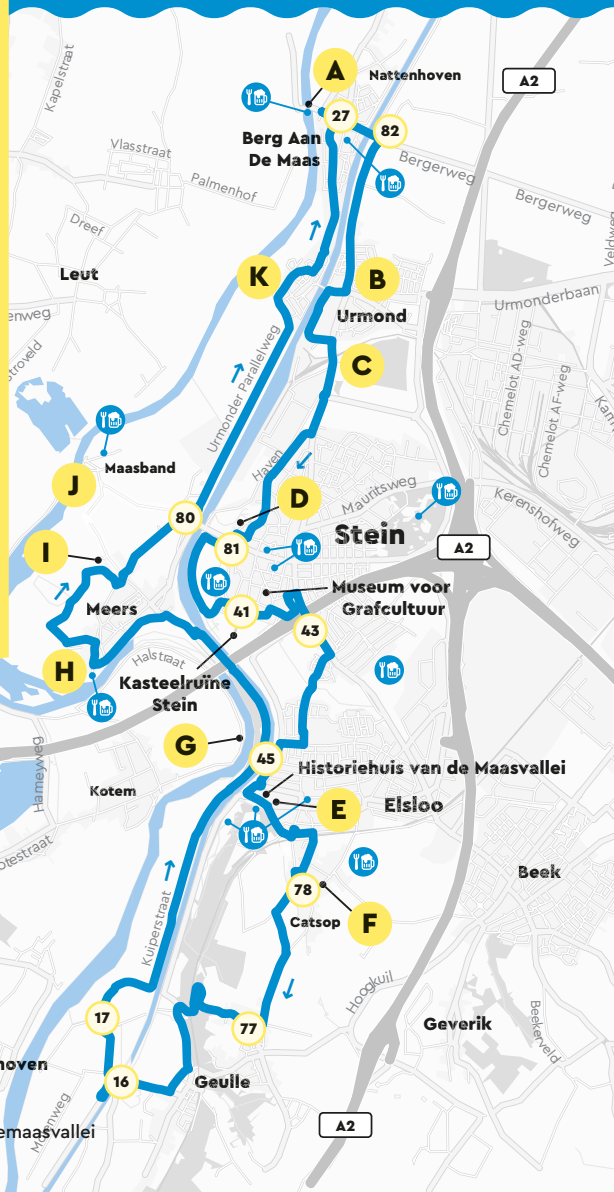 Kapelstraat
A
Nattenhoven
A2
27
82
Berg Aan
De Maas
Vlasstraat
Bergerweg
Palmenhof
Bergerweg
Dreef
Leut
K
B
Urmonderbaan
Urmond
Urmonder Parallelweg
C
Chemelot AD-weg
Chemelot AF-weg
Maasband
Haven
J
D
Mauritsweg
Kerenshofweg
80
Stein
81
A2
I
Museum voor
Grafcultuur
Meers
41
43
Halstraat
H
Kasteelruïne
Stein
G
45
Historiehuis van de Maasvallei
Kotem
E
Elsloo
Beek
78
Catsop
F
Kuiperstraat
Hoogkuil
17
77
Geverik
Beekerveld
16
Geulle
A2
emaasvallei